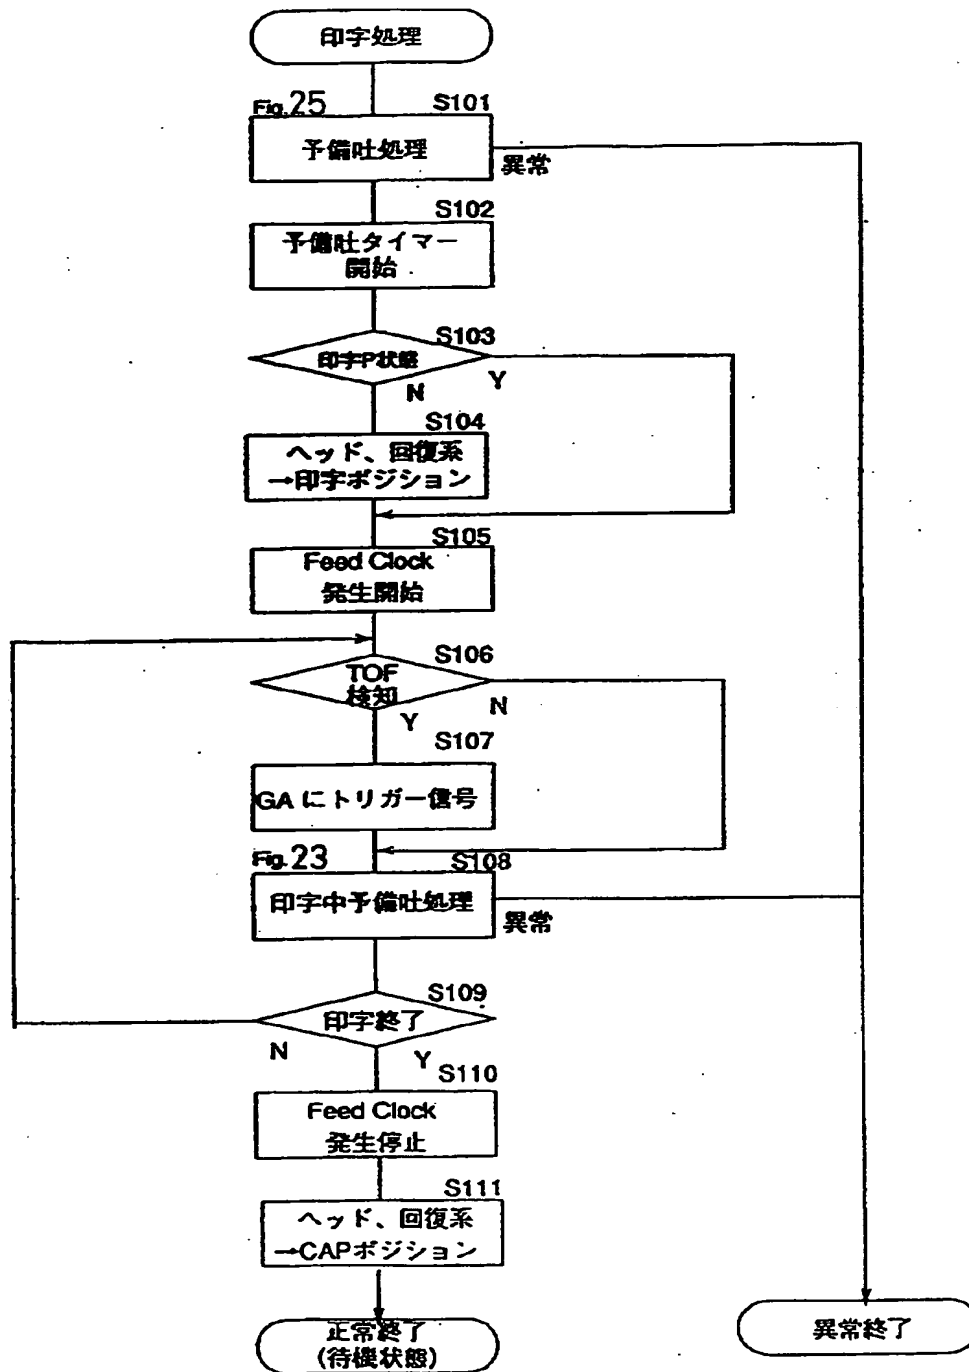 印字処理
Fig.25
S101
予備吐処理
異常
S102
予備吐タイマー
開始
S103
印字P状態
N
Y
S104
ヘッド、回復系
→印字ポジション
S105
Feed Clock
発生開始
S106
TOF
検知
Y
N
S107
GAにトリガー信号
Fig.23
S108
印字中予備吐処理
異常
S109
印字終了
N
Y
S110
Feed Clock
発生停止
S111
ヘッド、回復系
→CAPポジション
正常終了
(待機状態)
異常終了